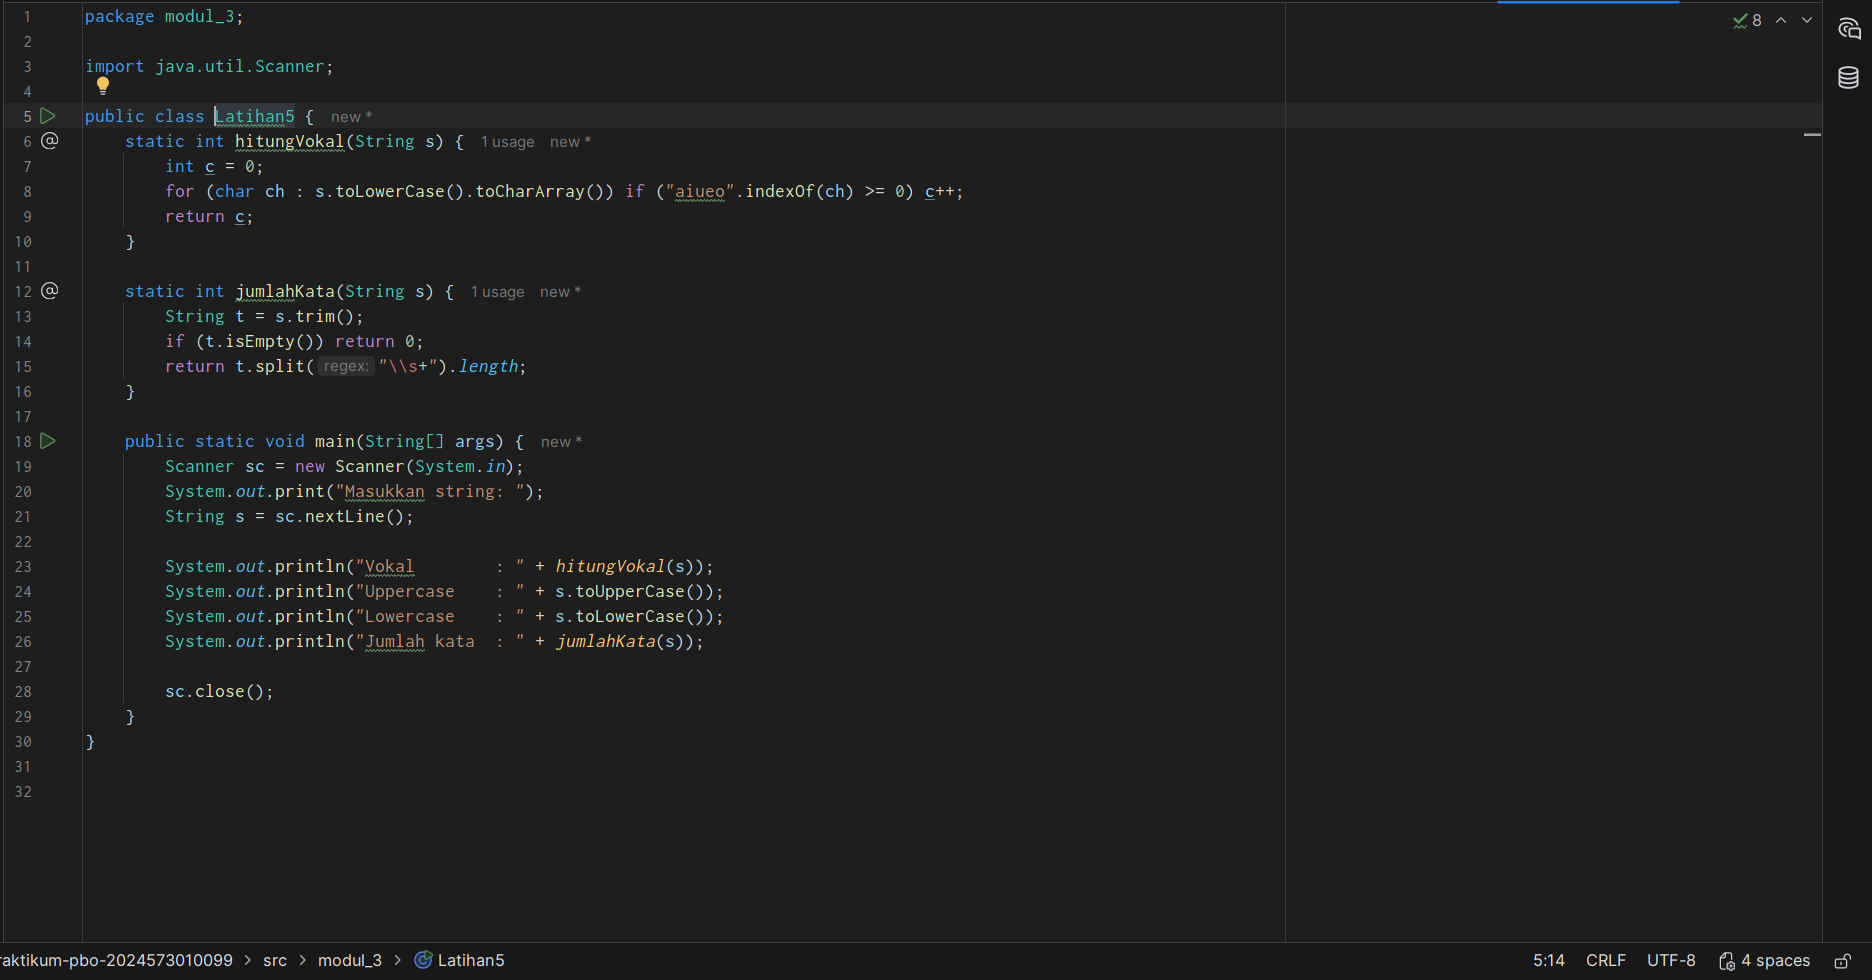 1 package modul_3;
2
3 import java.util.Scanner;
4
5 public class Latihan5 { new *
6 @ static int hitungVokal(String s) { 1 usage new *
7 int c = 0;
8 for (char ch : s.toLowerCase().toCharArray()) if ("aiueo".indexOf(ch) >= 0) c++;
9 return c;
10 }
11
12 @ static int jumlahKata(String s) { 1 usage new *
13 String t = s.trim();
14 if (t.isEmpty()) return 0;
15 return t.split( regex: "\\s+").length;
16 }
17
18 public static void main(String[] args) { new *
19 Scanner sc = new Scanner(System.in);
20 System.out.print("Masukkan string: ");
21 String s = sc.nextLine();
22
23 System.out.println("Vokal        : " + hitungVokal(s));
24 System.out.println("Uppercase    : " + s.toUpperCase());
25 System.out.println("Lowercase    : " + s.toLowerCase());
26 System.out.println("Jumlah kata  : " + jumlahKata(s));
27
28 sc.close();
29 }
30 }
31
32
8
raktikum-pbo-2024573010099 > src > modul_3 > Latihan5 5:14 CRLF UTF-8 4 spaces